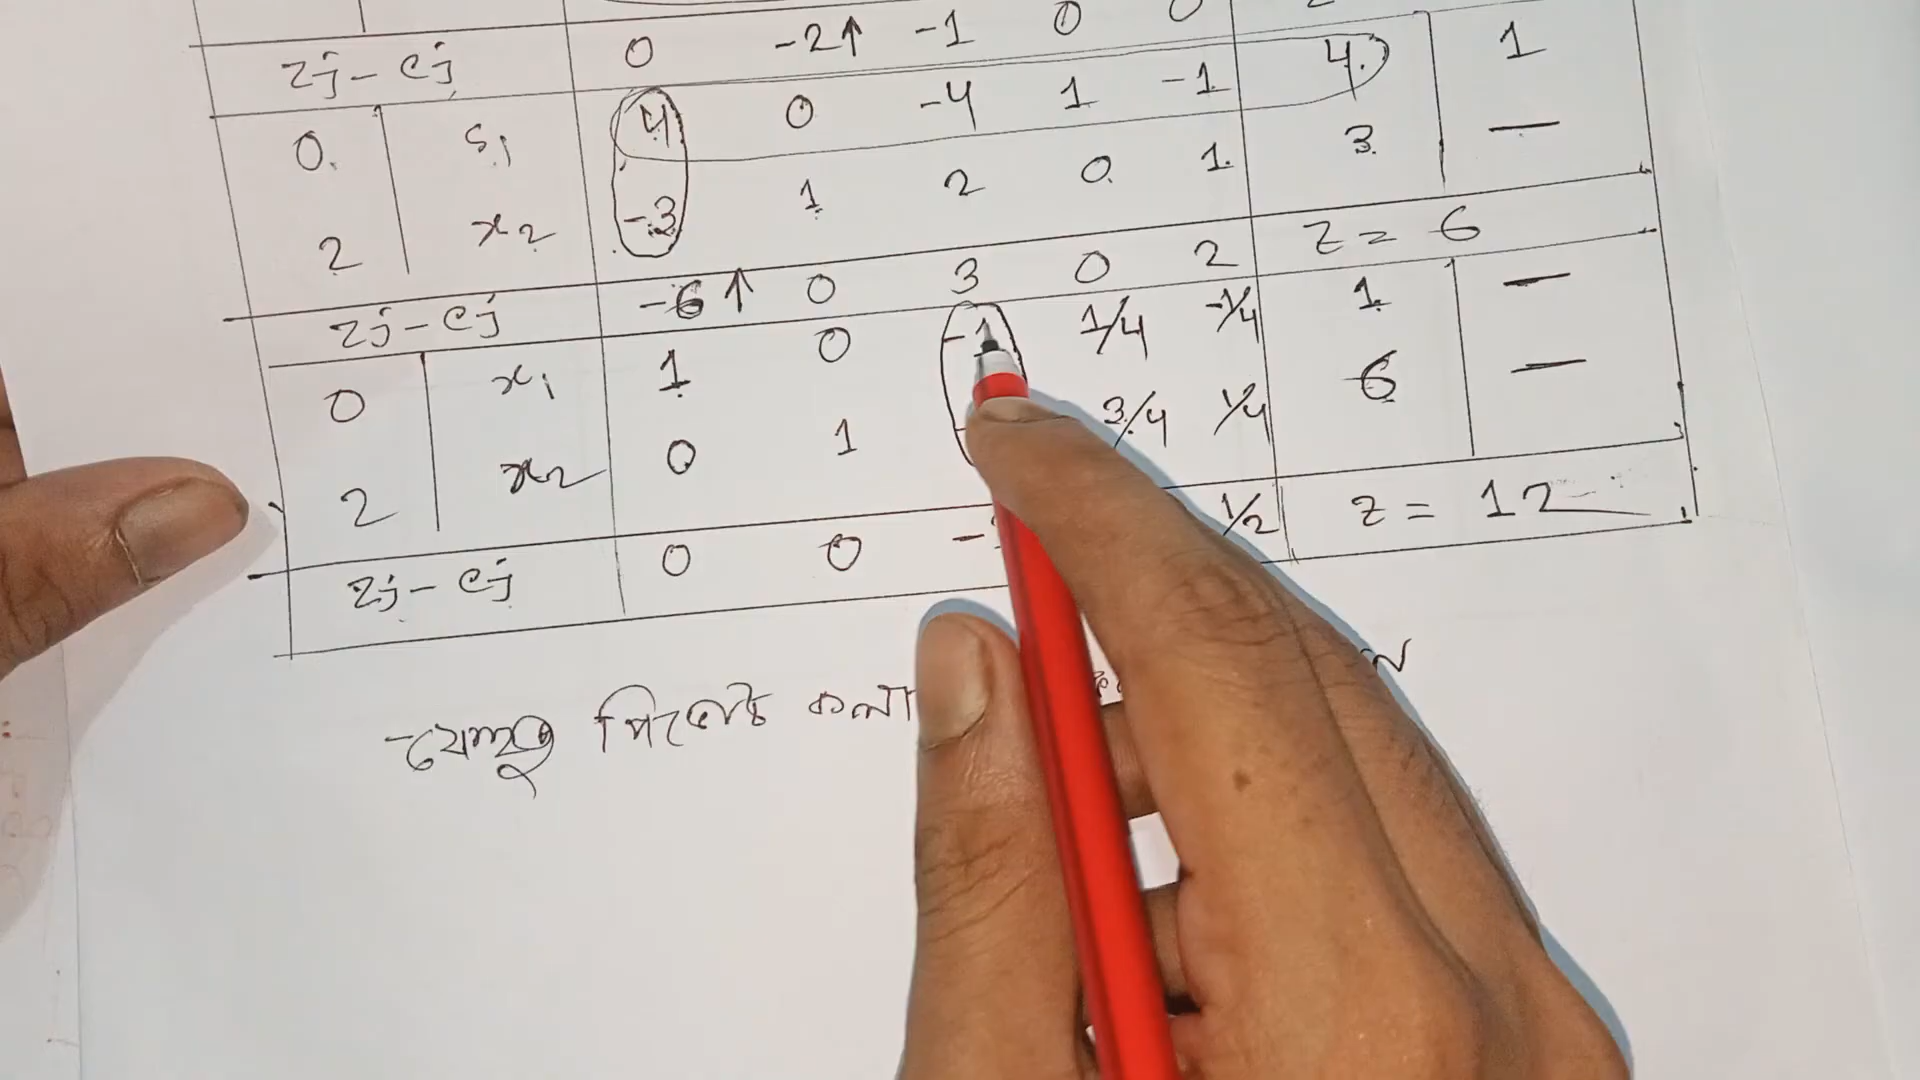 zj - cj 0 -2↑ -1 0 0
0 s1 4 0 -4 1 -1 4 1
2 x2 -3 1 2 0 1 3 —
zj - cj -6↑ 0 3 0 2 z = 6
0 x1 1 0 -1 1/4 -1/4 1 —
2 x2 0 1 3/4 1/4 6 —
zj - cj 0 0 1/2 z = 12
যেহেতু পিভোট